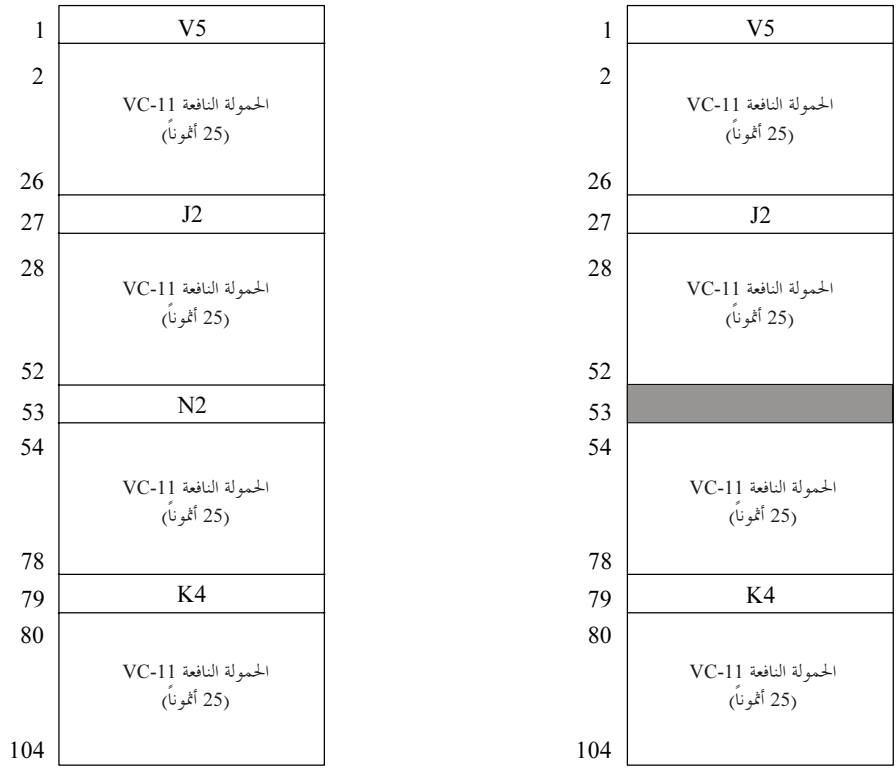 1 V5
2
الحمولة النافعة VC-11
(25 أثموناً)
26
27 J2
28
الحمولة النافعة VC-11
(25 أثموناً)
52
53 N2
54
الحمولة النافعة VC-11
(25 أثموناً)
78
79 K4
80
الحمولة النافعة VC-11
(25 أثموناً)
104
1 V5
2
الحمولة النافعة VC-11
(25 أثموناً)
26
27 J2
28
الحمولة النافعة VC-11
(25 أثموناً)
52
53
54
الحمولة النافعة VC-11
(25 أثموناً)
78
79 K4
80
الحمولة النافعة VC-11
(25 أثموناً)
104